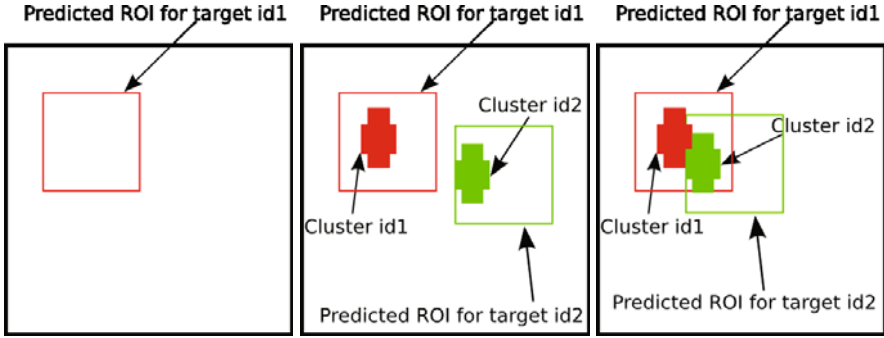 Predicted ROI for target id1
Predicted ROI for target id1
Cluster id2
Cluster id1
Predicted ROI for target id2
Predicted ROI for target id1
Cluster id2
Cluster id1
Predicted ROI for target id2